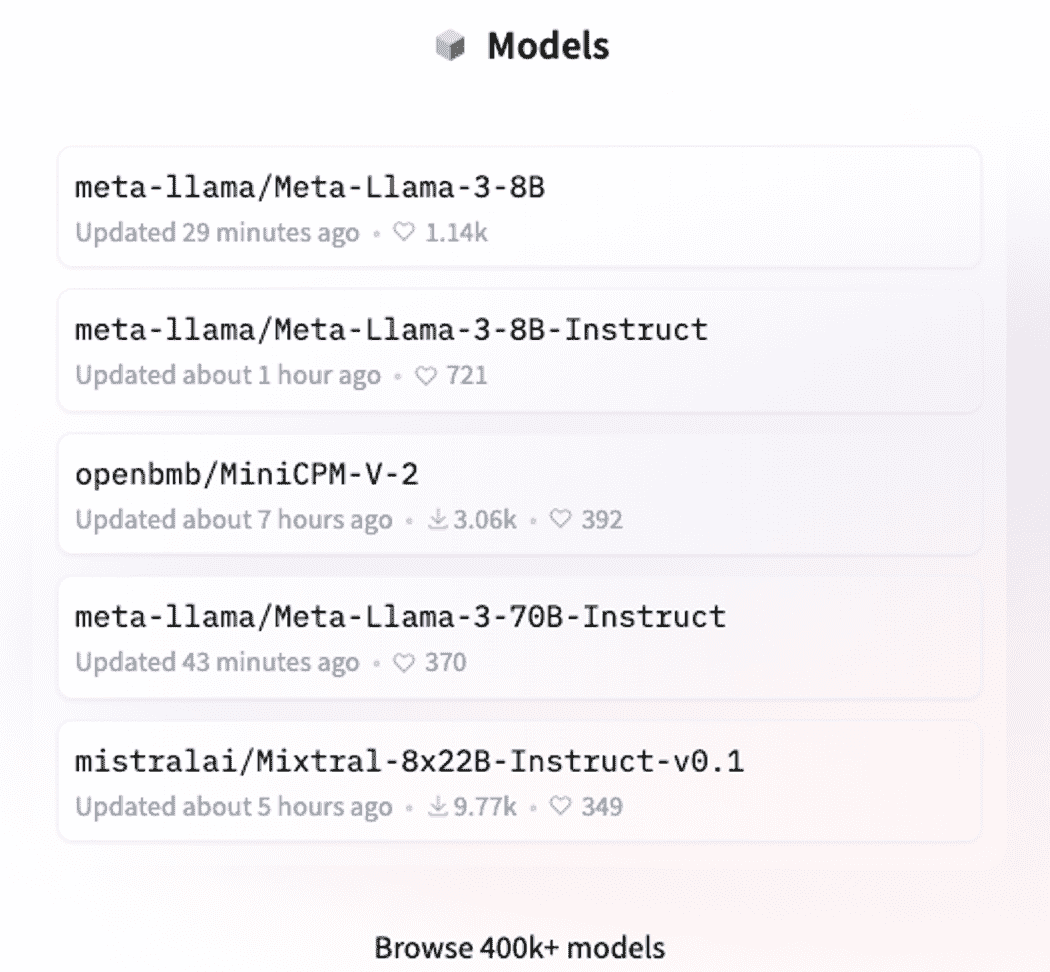 Models
meta-llama/Meta-Llama-3-8B
Updated 29 minutes ago • 1.14k
meta-llama/Meta-Llama-3-8B-Instruct
Updated about 1 hour ago • 721
openbmb/MiniCPM-V-2
Updated about 7 hours ago • 3.06k • 392
meta-llama/Meta-Llama-3-70B-Instruct
Updated 43 minutes ago • 370
mistralai/Mixtral-8x22B-Instruct-v0.1
Updated about 5 hours ago • 9.77k • 349
Browse 400k+ models